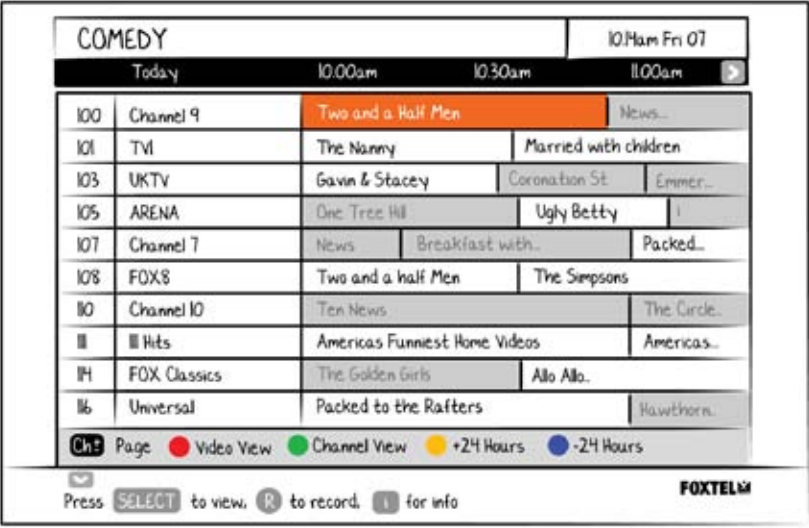 COMEDY 10.14am Fri 07
Today 10.00am 10.30am 11.00am >
100 Channel 9 Two and a Half Men News...
101 TV1 The Nanny Married with children
103 UKTV Gavin & Stacey Coronation St Emmer...
105 ARENA One Tree Hill Ugly Betty I
107 Channel 7 News Breakfast with.. Packed...
108 FOX8 Two and a half Men The Simpsons
110 Channel 10 Ten News The Circle..
111 111 Hits Americas Funniest Home Videos Americas...
114 FOX Classics The Golden Girls Allo Allo..
116 Universal Packed to the Rafters Hawthorn..
Ch± Page Video View Channel View +24 Hours -24 Hours
Press SELECT to view, R to record, i for info
FOXTEL